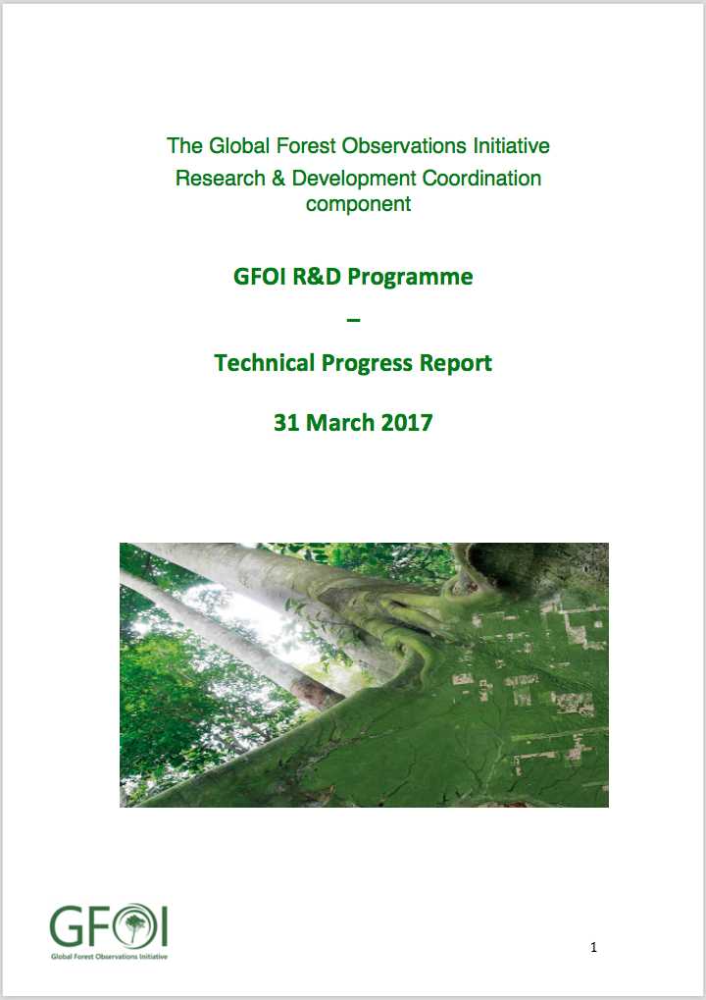 The Global Forest Observations Initiative
Research & Development Coordination
component
GFOI R&D Programme
–
Technical Progress Report
31 March 2017
GFOI
Global Forest Observations Initiative
1